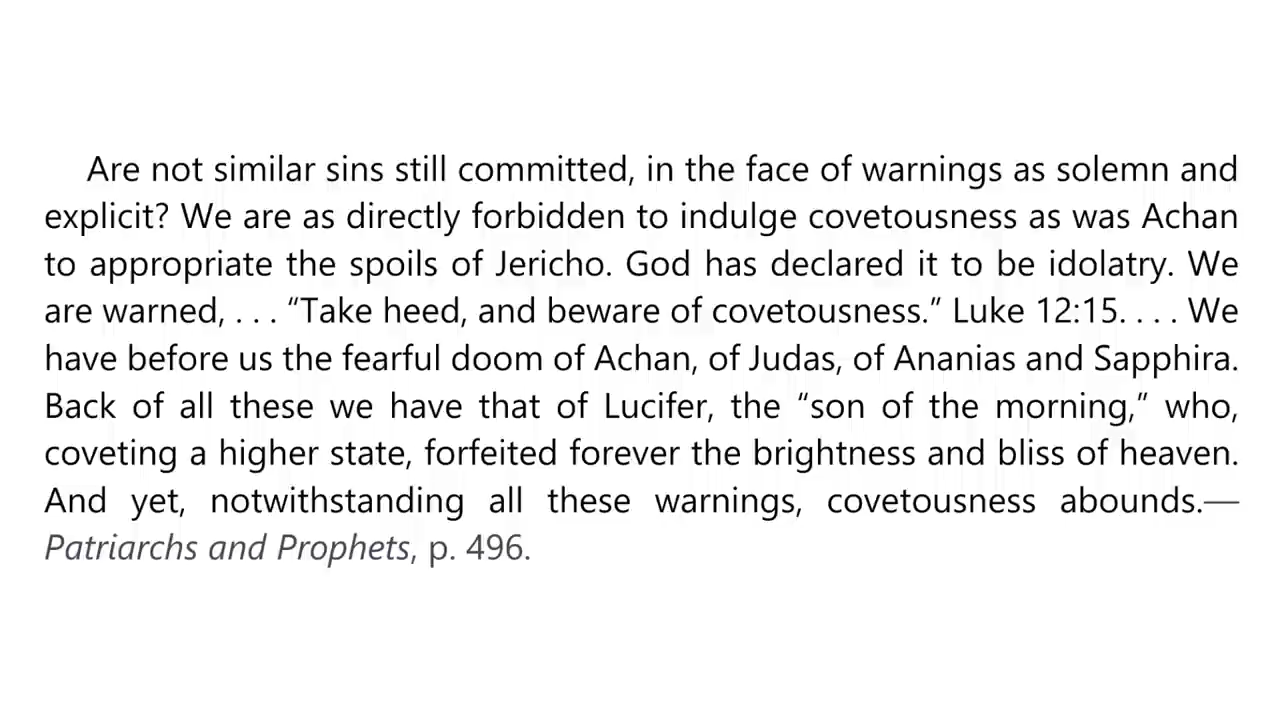 Are not similar sins still committed, in the face of warnings as solemn and
explicit? We are as directly forbidden to indulge covetousness as was Achan
to appropriate the spoils of Jericho. God has declared it to be idolatry. We
are warned, . . . “Take heed, and beware of covetousness.” Luke 12:15. . . . We
have before us the fearful doom of Achan, of Judas, of Ananias and Sapphira.
Back of all these we have that of Lucifer, the “son of the morning,” who,
coveting a higher state, forfeited forever the brightness and bliss of heaven.
And yet, notwithstanding all these warnings, covetousness abounds.—
Patriarchs and Prophets, p. 496.